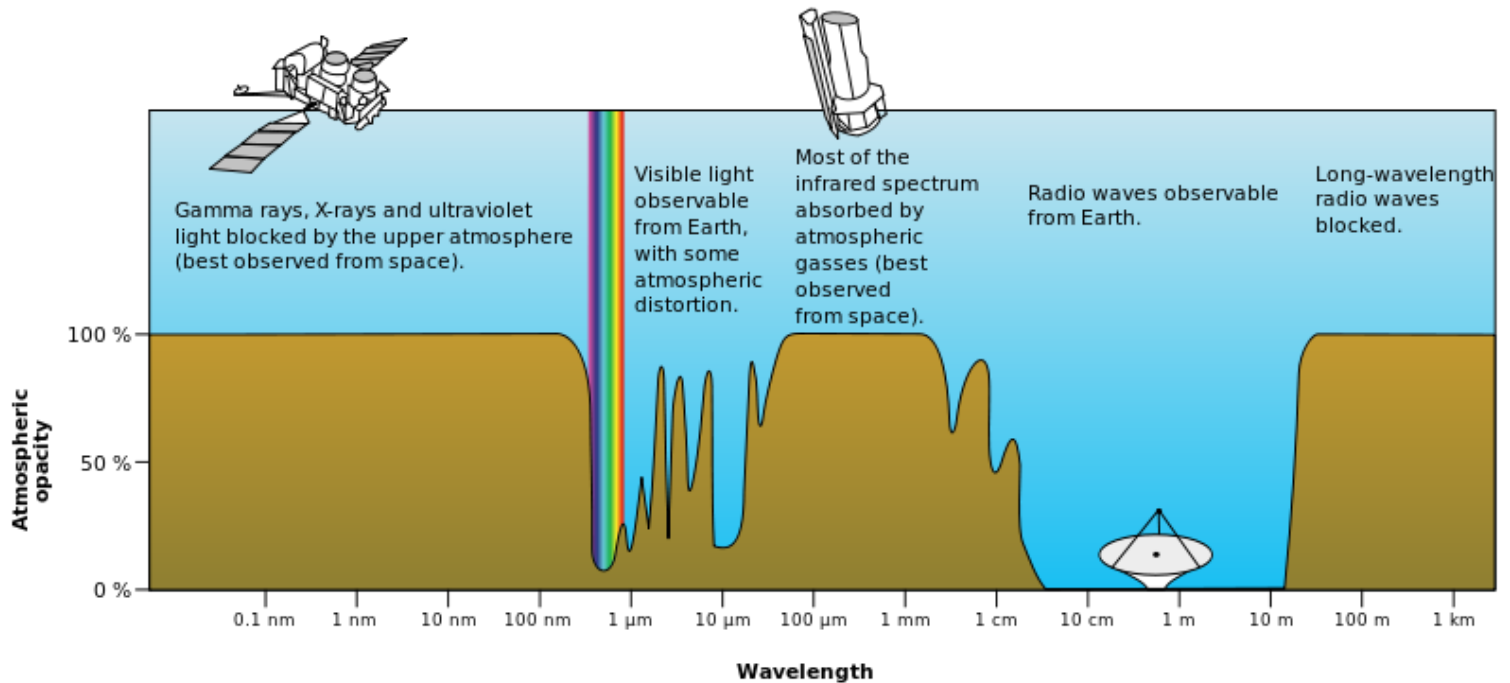 Gamma rays, X-rays and ultraviolet
light blocked by the upper atmosphere
(best observed from space).
Visible light
observable
from Earth,
with some
atmospheric
distortion.
Most of the
infrared spectrum
absorbed by
atmospheric
gasses (best
observed
from space).
Radio waves observable
from Earth.
Long-wavelength
radio waves
blocked.
Atmospheric
opacity
100 %
50 %
0 %
0.1 nm 1 nm 10 nm 100 nm 1 μm 10 μm 100 μm 1 mm 1 cm 10 cm 1 m 10 m 100 m 1 km
Wavelength